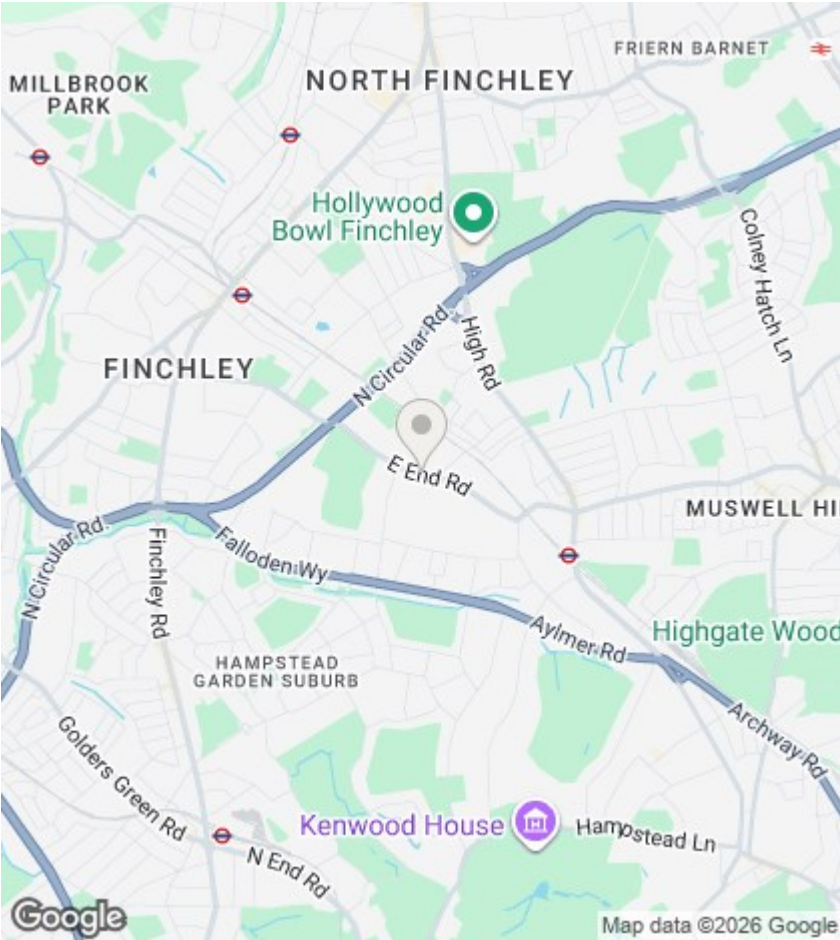 FRIERN BARNET
NORTH FINCHLEY
MILLBROOK
PARK
Hollywood
Bowl Finchley
Colney Hatch Ln
N Circular Rd.
High Rd
FINCHLEY
E End Rd
MUSWELL HI
N Circular Rd.
Finchley Rd
Falloden Wy
Aylmer Rd
Highgate Wood
HAMPSTEAD
GARDEN SUBURB
Archway Rd
Golders Green Rd
Kenwood House
Hampstead Ln
N End Rd
Google
Map data ©2026 Google